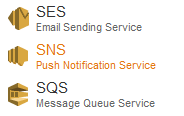 SES
Email Sending Service
SNS
Push Notification Service
SQS
Message Queue Service